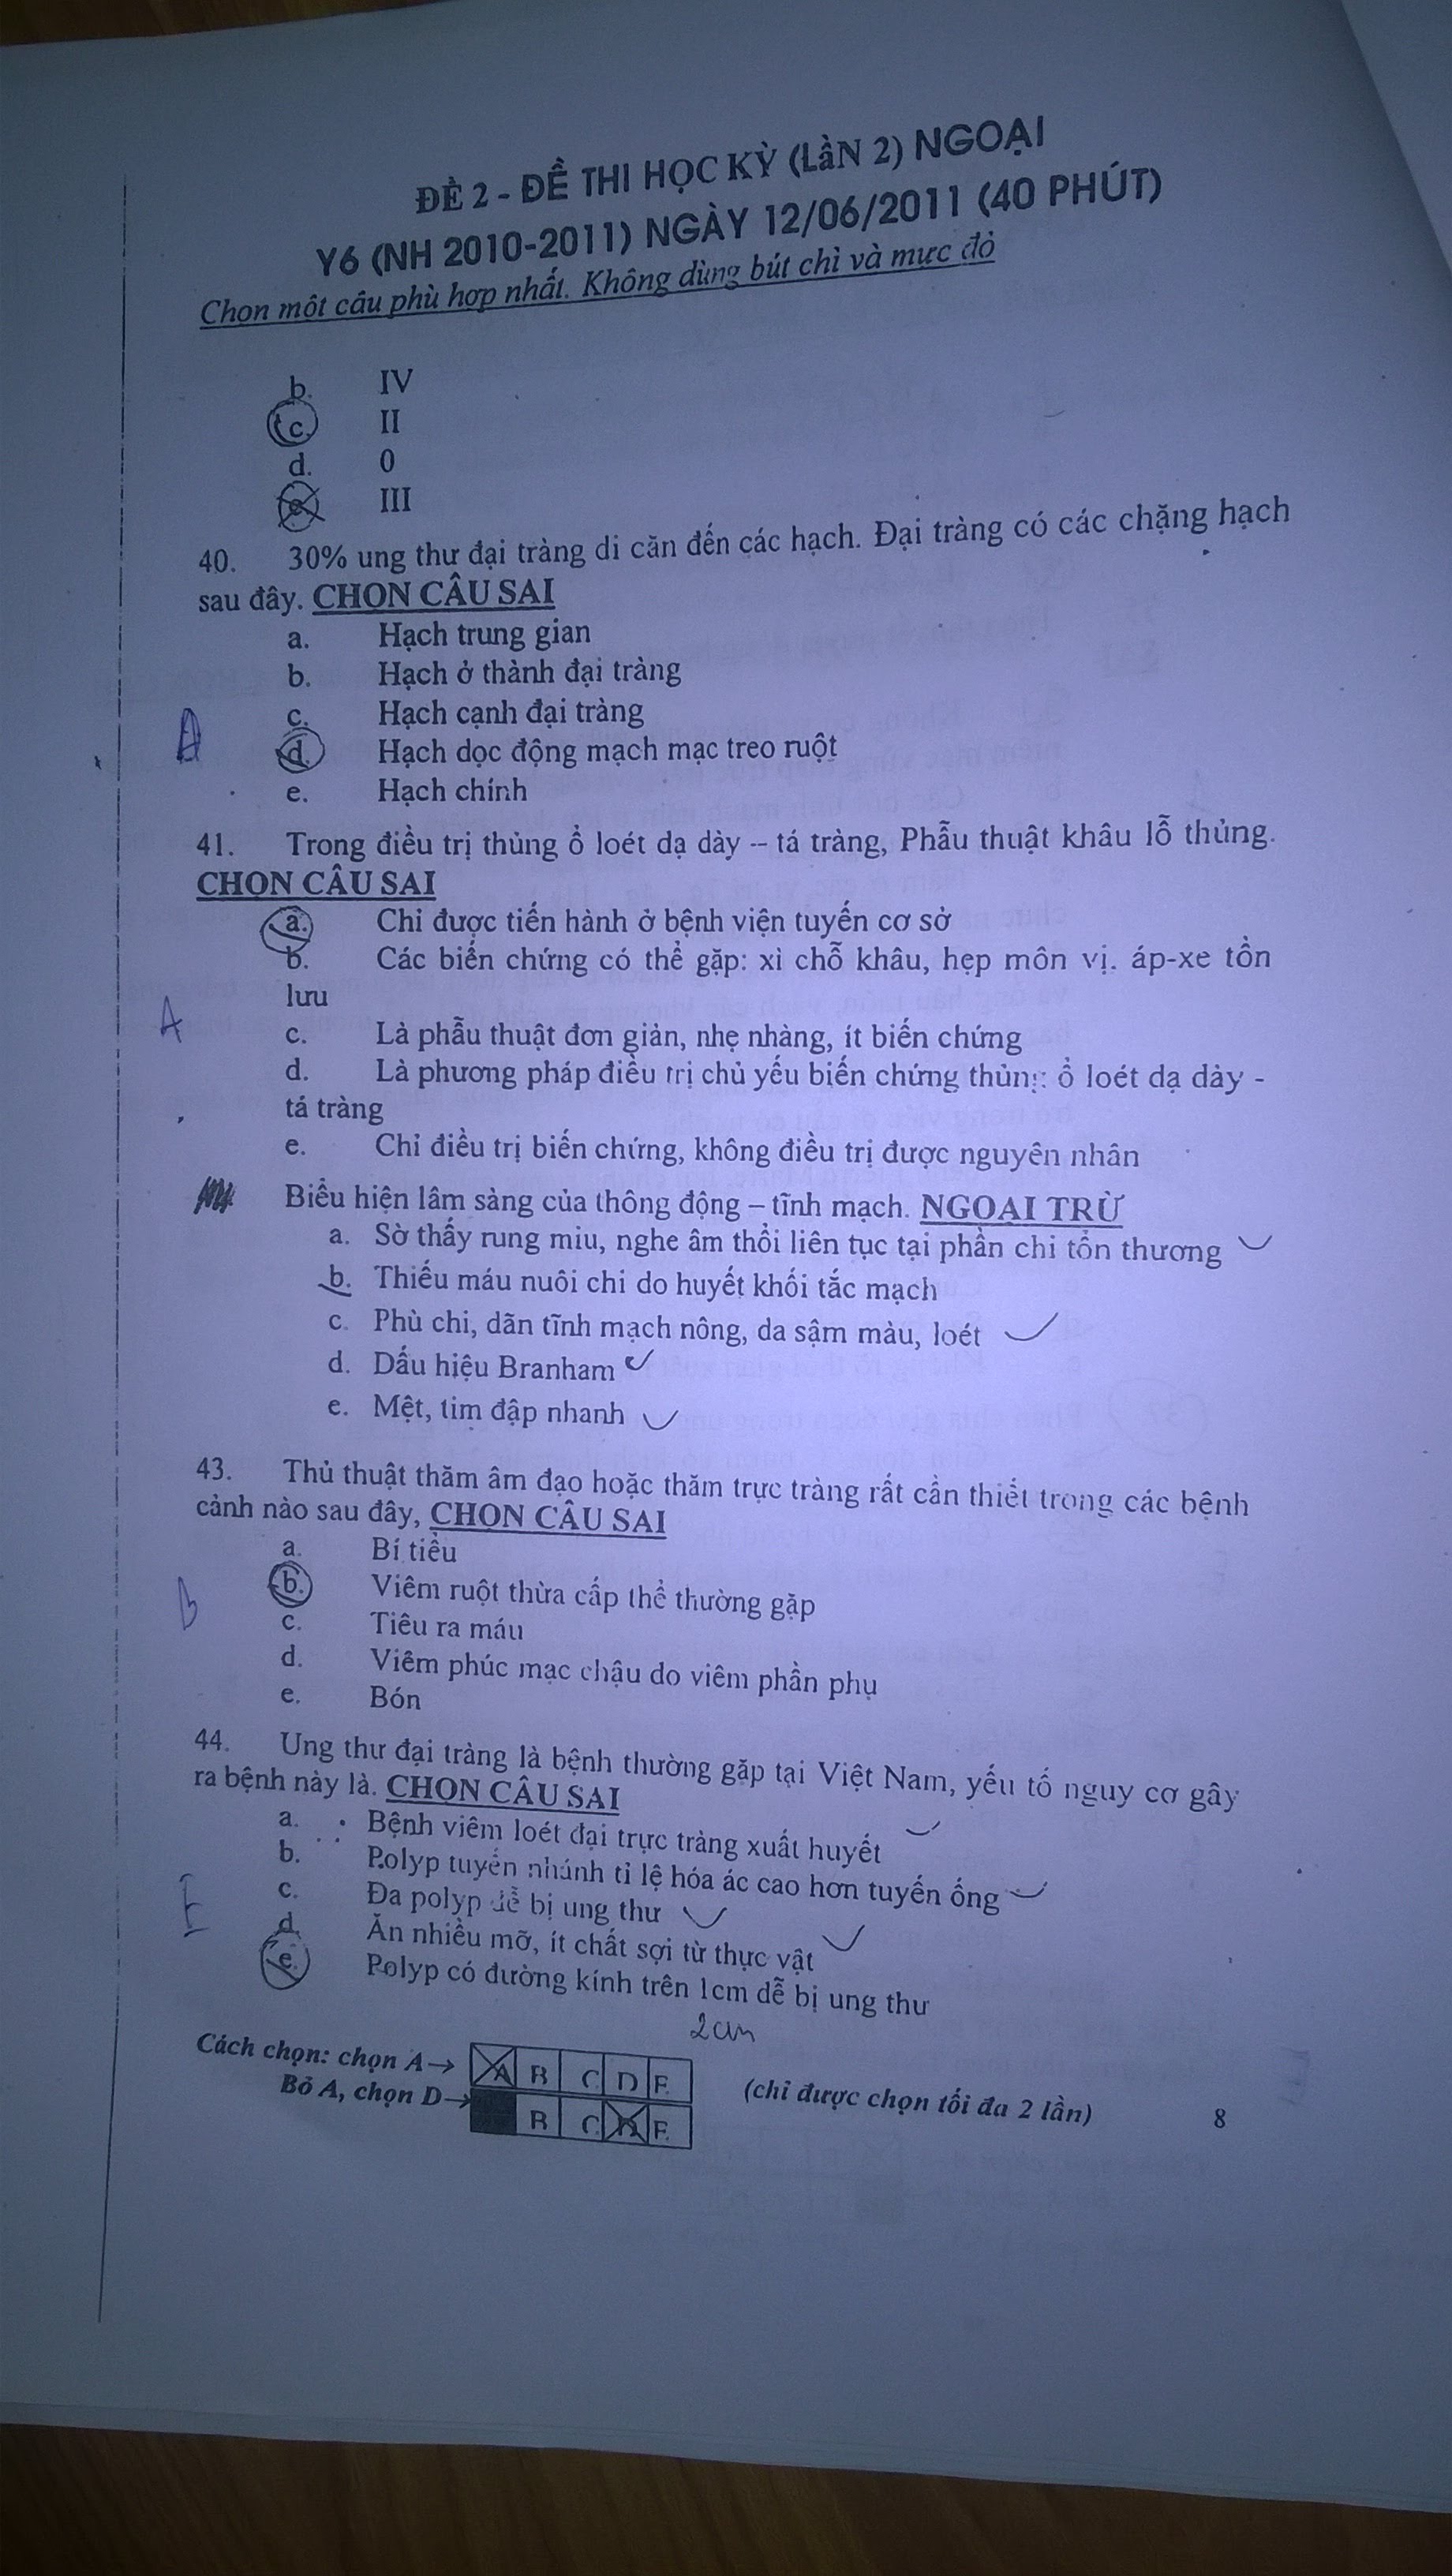 ĐỀ 2 - ĐỀ THI HỌC KỲ (LẦN 2) NGOẠI
Y6 (NH 2010-2011) NGÀY 12/06/2011 (40 PHÚT)
Chọn một câu phù hợp nhất. Không dùng bút chì và mực đỏ
b. IV
c. II
d. 0
e. III
40. 30% ung thư đại tràng di căn đến các hạch. Đại tràng có các chặng hạch
sau đây. CHỌN CÂU SAI
a. Hạch trung gian
b. Hạch ở thành đại tràng
c. Hạch cạnh đại tràng
d. Hạch dọc động mạch mạc treo ruột
e. Hạch chính
41. Trong điều trị thủng ổ loét dạ dày – tá tràng, Phẫu thuật khâu lỗ thủng.
CHỌN CÂU SAI
a. Chỉ được tiến hành ở bệnh viện tuyến cơ sở
b. Các biến chứng có thể gặp: xì chỗ khâu, hẹp môn vị. áp-xe tồn
lưu
A
c. Là phẫu thuật đơn giản, nhẹ nhàng, ít biến chứng
d. Là phương pháp điều trị chủ yếu biến chứng thủng ổ loét dạ dày -
tá tràng
e. Chỉ điều trị biến chứng, không điều trị được nguyên nhân
Biểu hiện lâm sàng của thông động – tĩnh mạch. NGOẠI TRỪ
a. Sờ thấy rung miu, nghe âm thổi liên tục tại phần chi tổn thương
b. Thiếu máu nuôi chi do huyết khối tắc mạch
c. Phù chi, dãn tĩnh mạch nông, da sậm màu, loét
d. Dấu hiệu Branham
e. Mệt, tim đập nhanh
43. Thủ thuật thăm âm đạo hoặc thăm trực tràng rất cần thiết trong các bệnh
cảnh nào sau đây, CHỌN CÂU SAI
a. Bí tiểu
b. Viêm ruột thừa cấp thể thường gặp
B
c. Tiêu ra máu
d. Viêm phúc mạc chậu do viêm phần phụ
e. Bón
44. Ung thư đại tràng là bệnh thường gặp tại Việt Nam, yếu tố nguy cơ gây
ra bệnh này là. CHỌN CÂU SAI
a. Bệnh viêm loét đại trực tràng xuất huyết
b. Polyp tuyến nhánh tỉ lệ hóa ác cao hơn tuyến ống
c. Đa polyp dễ bị ung thư
E
d. Ăn nhiều mỡ, ít chất sợi từ thực vật
e. Polyp có đường kính trên 1cm dễ bị ung thư
2cm
Cách chọn: chọn A→ A B C D E
Bỏ A, chọn D→ B C D E (chỉ được chọn tối đa 2 lần) 8